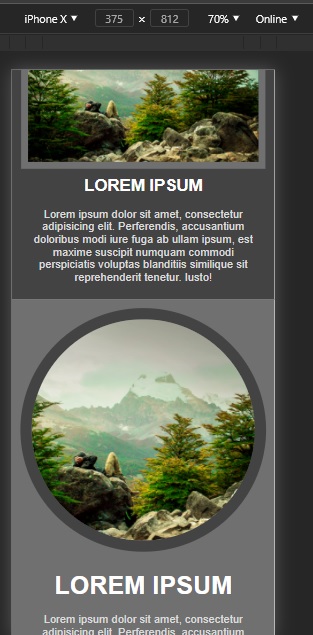 iPhone X ▼ 375 × 812 70% ▼ Online ▼
LOREM IPSUM
Lorem ipsum dolor sit amet, consectetur
adipisicing elit. Perferendis, accusantium
doloribus modi iure fuga ab ullam ipsum, est
maxime suscipit numquam commodi
perspiciatis voluptas blanditiis similique sit
reprehenderit tenetur. Iusto!
LOREM IPSUM
Lorem ipsum dolor sit amet, consectetur
adipisicing elit. Perferendis, accusantium